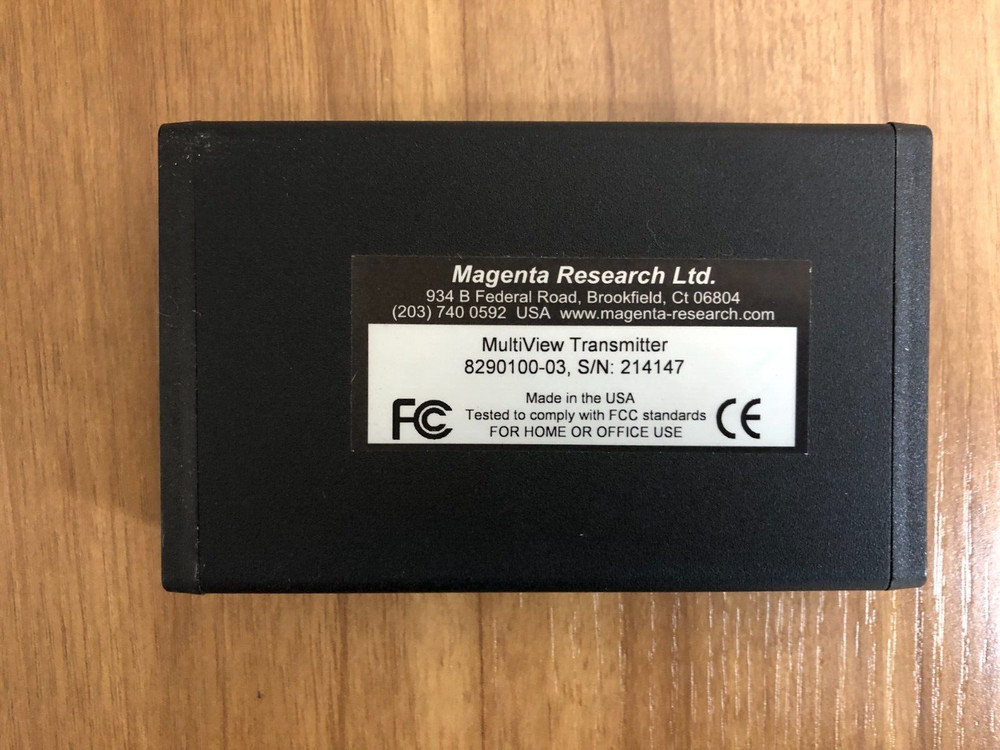 Magenta Research Ltd.
934 B Federal Road, Brookfield, Ct 06804
(203) 740 0592 USA www.magenta-research.com
MultiView Transmitter
8290100-03, S/N: 214147
Made in the USA
FC Tested to comply with FCC standards CE
FOR HOME OR OFFICE USE